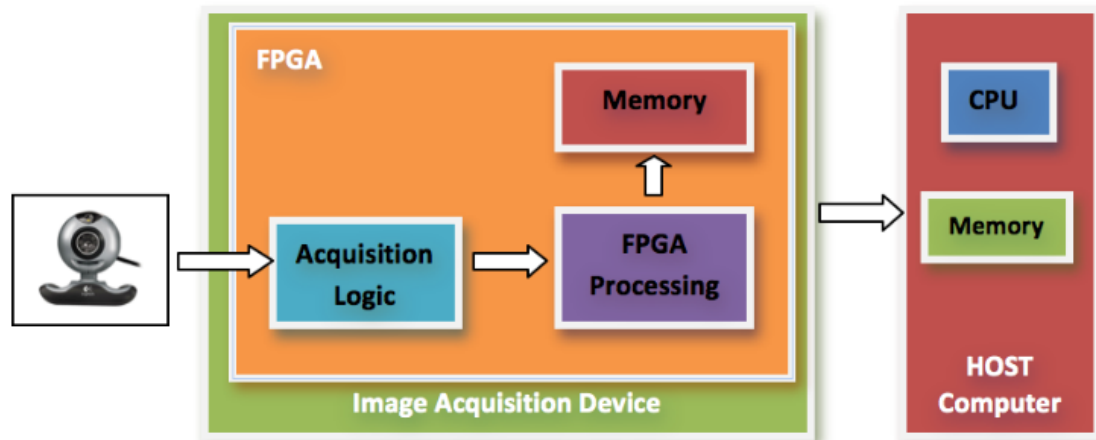 FPGA
Memory
Acquisition
Logic
FPGA
Processing
Image Acquisition Device
CPU
Memory
HOST
Computer